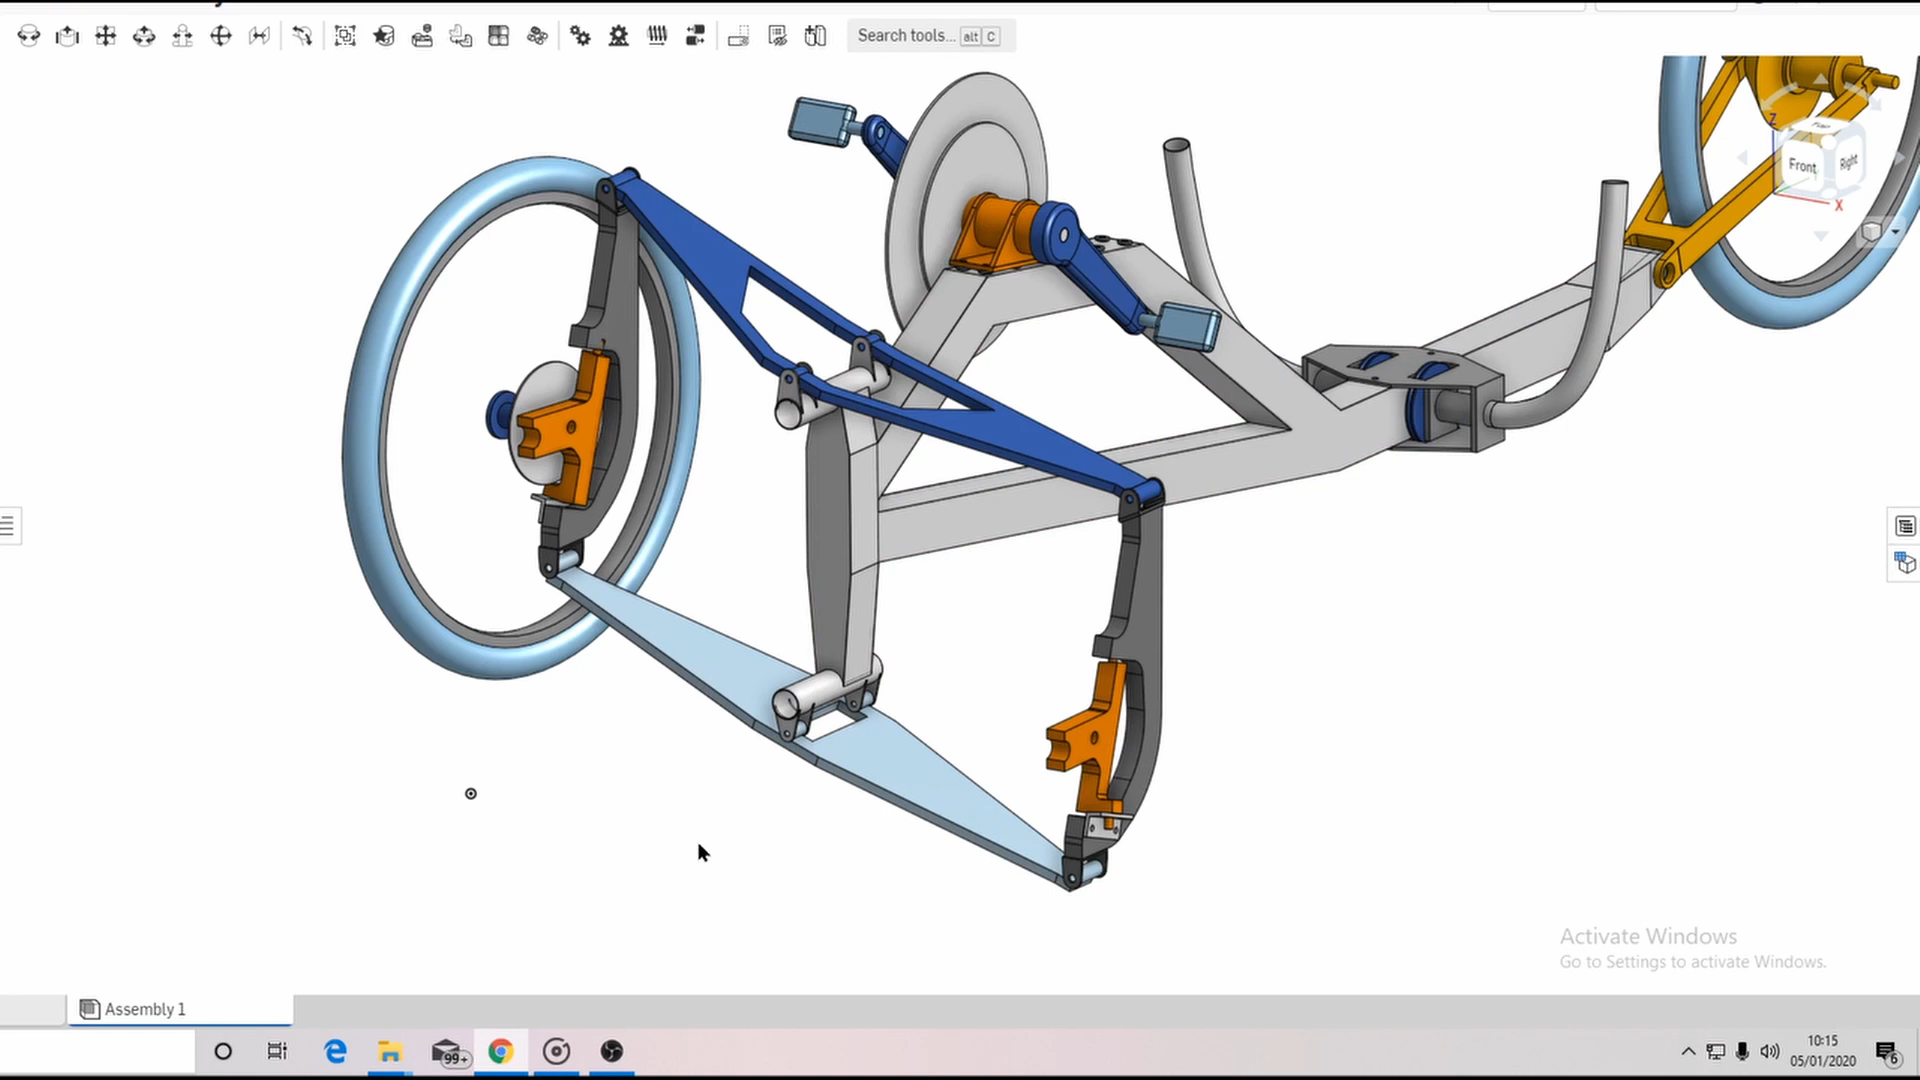 Search tools... alt C
Z
Top
Front
Right
X
Activate Windows
Go to Settings to activate Windows.
Assembly 1
99+
10:15
05/01/2020
6